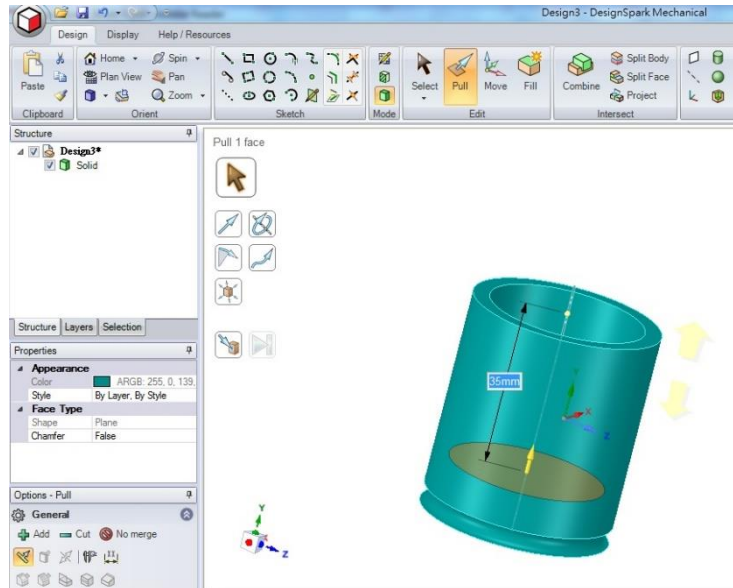 Design3 - DesignSpark Mechanical
Design Display Help / Resources
Paste
Home Spin
Plan View Pan
Zoom
Select Pull Move Fill
Combine
Split Body
Split Face
Project
Clipboard Orient Sketch Mode Edit Intersect
Structure
Design3*
Solid
Pull 1 face
35mm
Y
X
Z
Structure Layers Selection
Properties
Appearance
Color ARGB: 255, 0, 139,
Style By Layer, By Style
Face Type
Shape Plane
Chamfer False
Options - Pull
General
Add Cut No merge
Y
Z